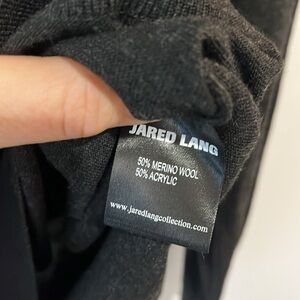 JARED LANG
50% MERINO WOOL
50% ACRYLIC
www.jaredlangcollection.com